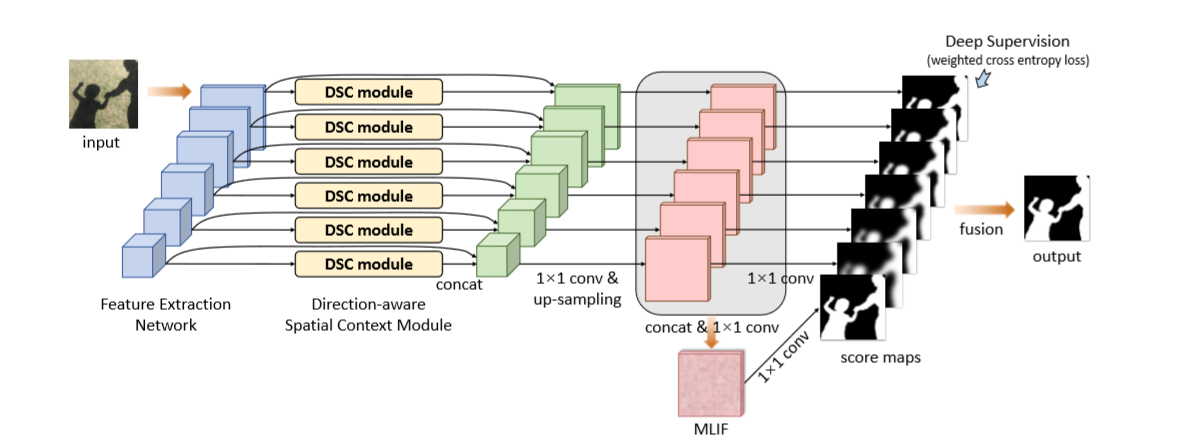 Deep Supervision
(weighted cross entropy loss)
input
DSC module
DSC module
DSC module
DSC module
DSC module
DSC module
concat
1×1 conv &
up-sampling
1×1 conv
fusion
output
Feature Extraction
Network
Direction-aware
Spatial Context Module
concat & 1×1 conv
1×1 conv
score maps
MLIF